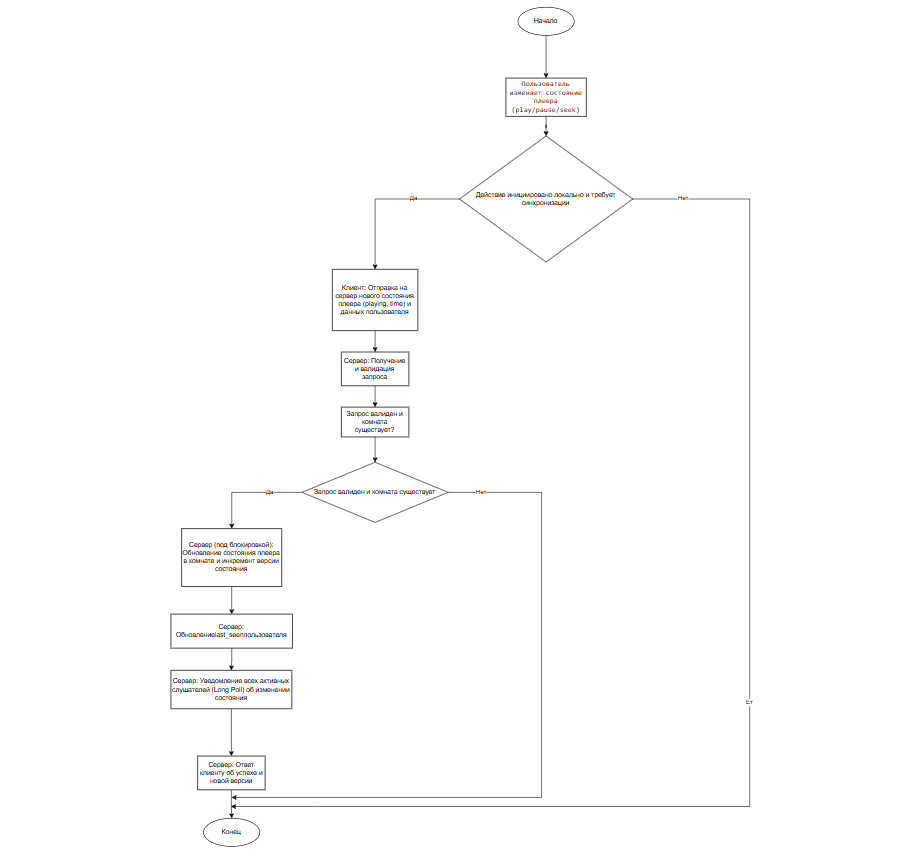 Начало
Пользователь
изменяет состояние
плеера
(play/pause/seek)
Действие инициировано локально и требует
синхронизации
Да
Нет
Клиент: Отправка на
сервер нового состояния
плеера (playing, time) и
данных пользователя
Сервер: Получение
и валидация
запроса
Запрос валиден и
комната
существует?
Запрос валиден и комната существует
Да
Нет
Сервер (под блокировкой):
Обновление состояния плеера
в комнате и инкремент версии
состояния
Сервер:
Обновлениеlast_seenпользователя
Сервер: Уведомление всех активных
слушателей (Long Poll) об изменении
состояния
Ет
Сервер: Ответ
клиенту об успехе и
новой версии
Конец